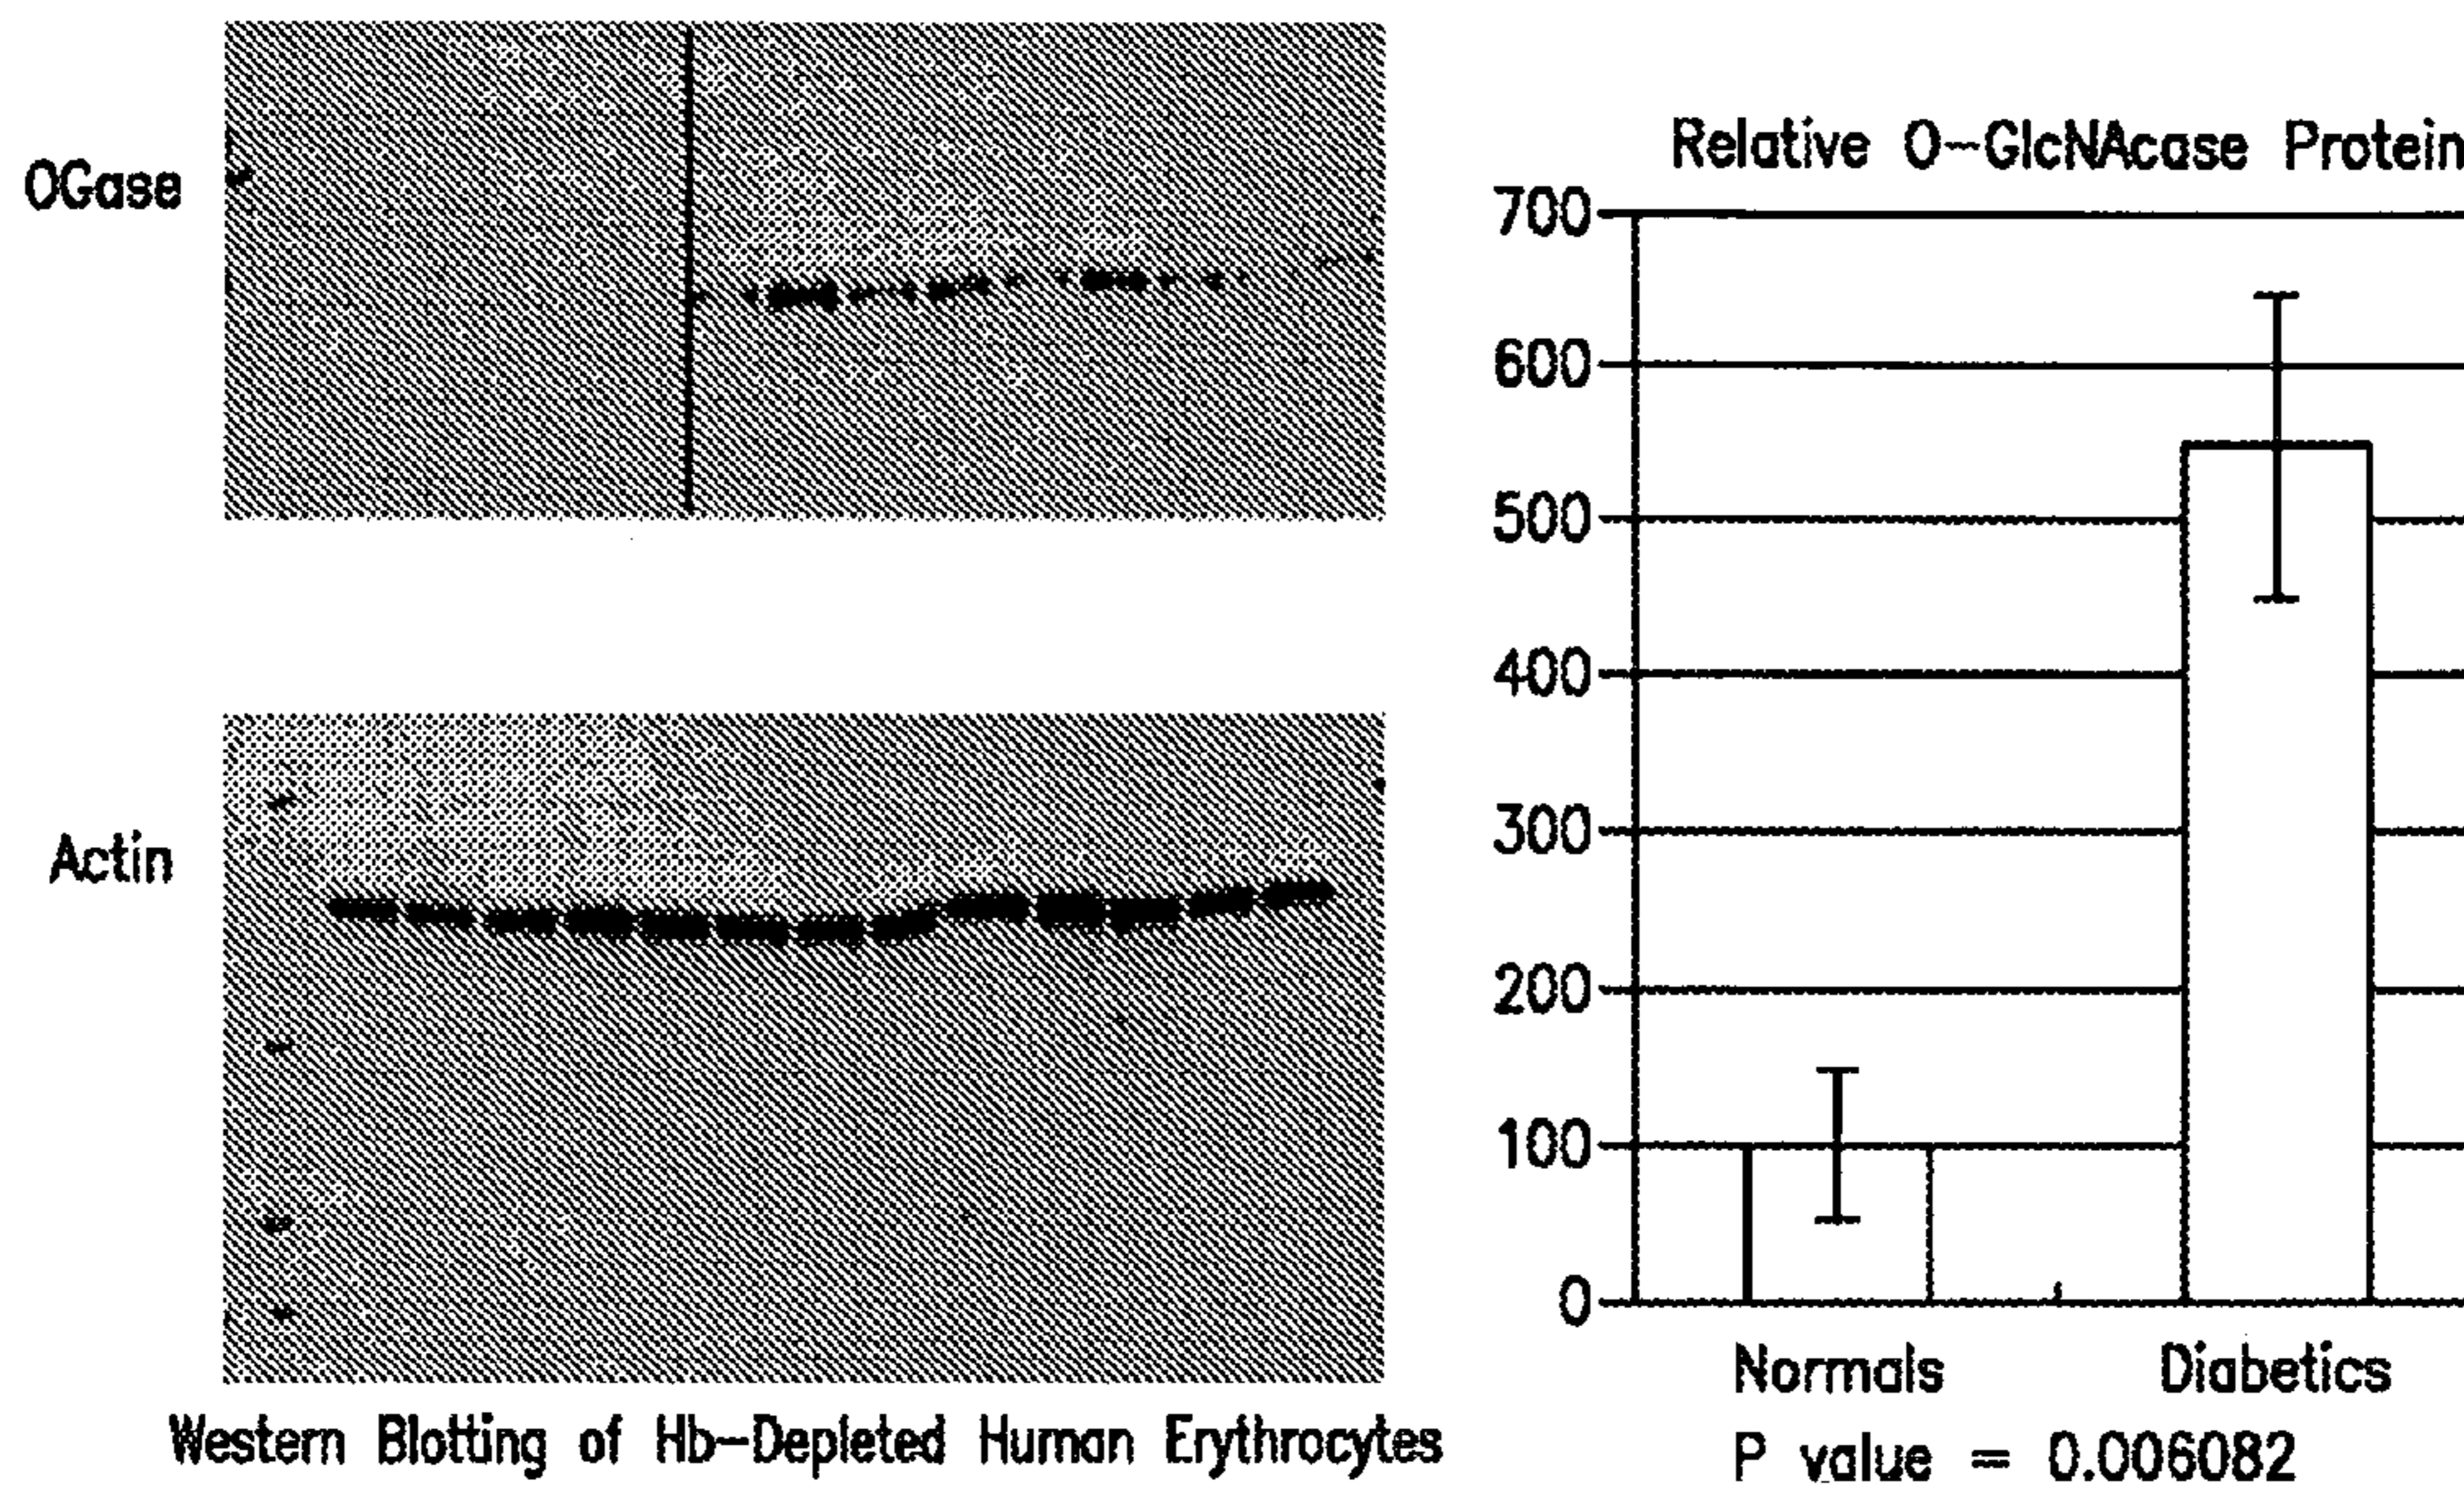 OGase
Actin
Western Blotting of Hb-Depleted Human Erythrocytes
Relative O-GlcNAcase Protein
700
600
500
400
300
200
100
0
Normals Diabetics
P value = 0.006082